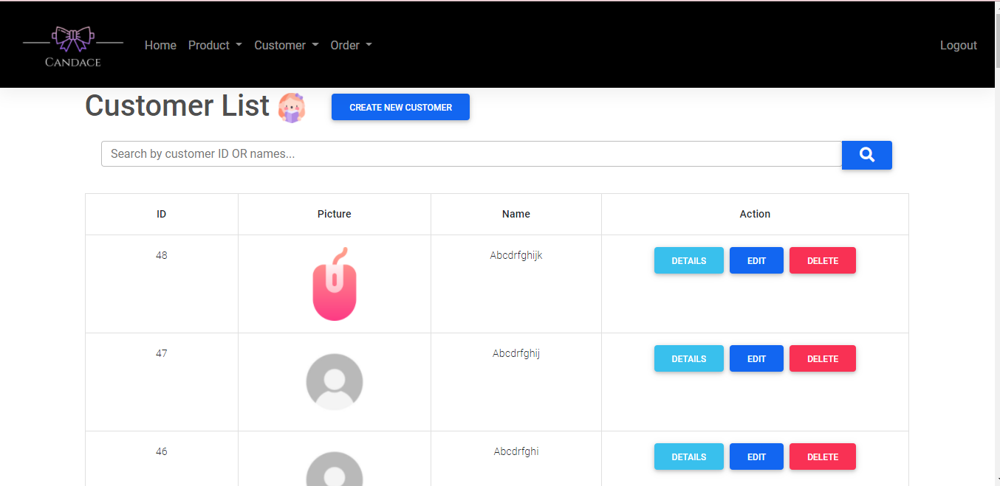 CANDACE
Home Product Customer Order Logout
Customer List CREATE NEW CUSTOMER
Search by customer ID OR names...
ID Picture Name Action
48 Abcdrfghijk DETAILS EDIT DELETE
47 Abcdrfghij DETAILS EDIT DELETE
46 Abcdrfghi DETAILS EDIT DELETE